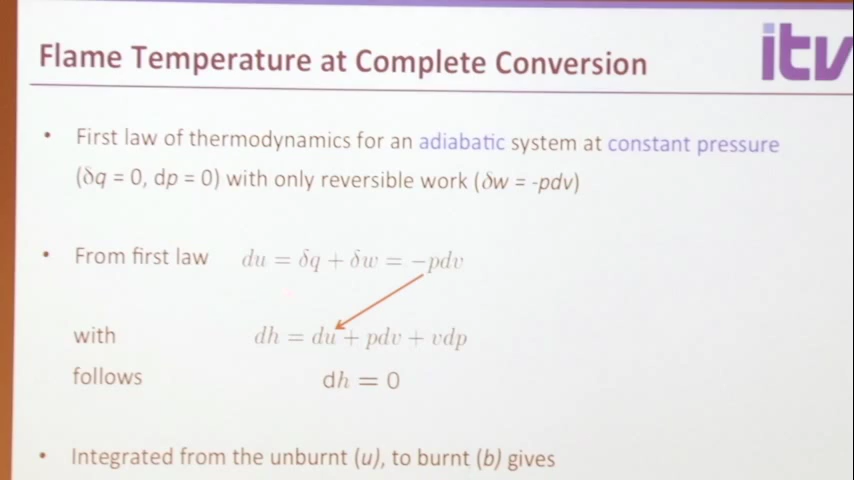 Flame Temperature at Complete Conversion
itv
• First law of thermodynamics for an adiabatic system at constant pressure
(δq = 0, dp = 0) with only reversible work (δw = -pdv)
• From first law du = δq + δw = −pdv
with dh = du + pdv + vdp
follows dh = 0
• Integrated from the unburnt (u), to burnt (b) gives